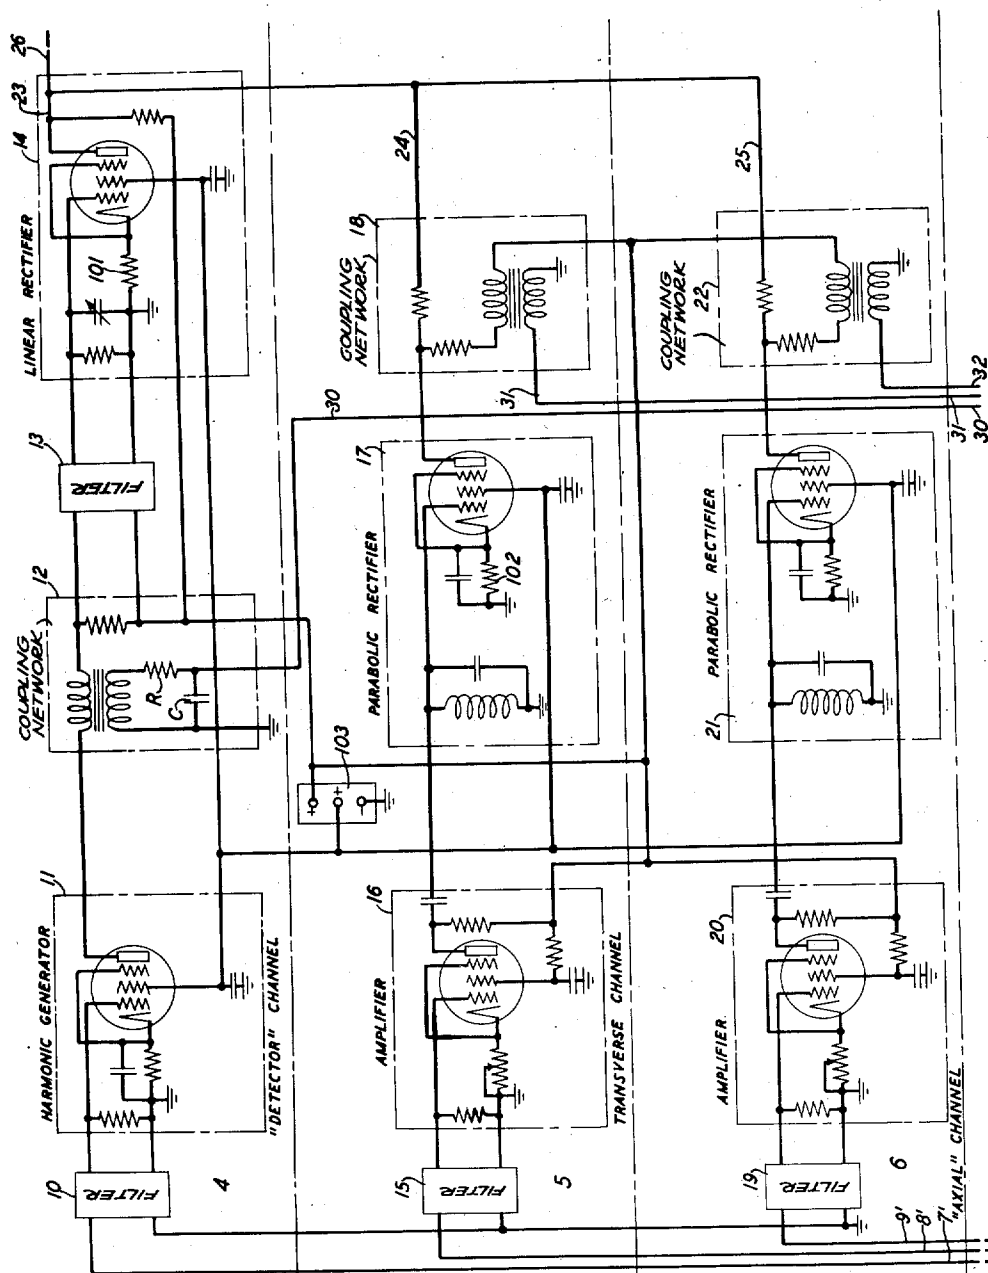 26
23
14
LINEAR RECTIFIER
101
13
FILTER
12
COUPLING
NETWORK
R
C
11
HARMONIC GENERATOR
"DETECTOR" CHANNEL
10
FILTER
4
24
18
COUPLING
NETWORK
31
30
17
PARABOLIC RECTIFIER
102
+
103
+
-
16
AMPLIFIER
TRANSVERSE CHANNEL
15
FILTER
5
25
COUPLING
NETWORK
22
32
31
30
PARABOLIC RECTIFIER
21
20
AMPLIFIER
19
FILTER
6
"AXIAL" CHANNEL
9'
8'
7'